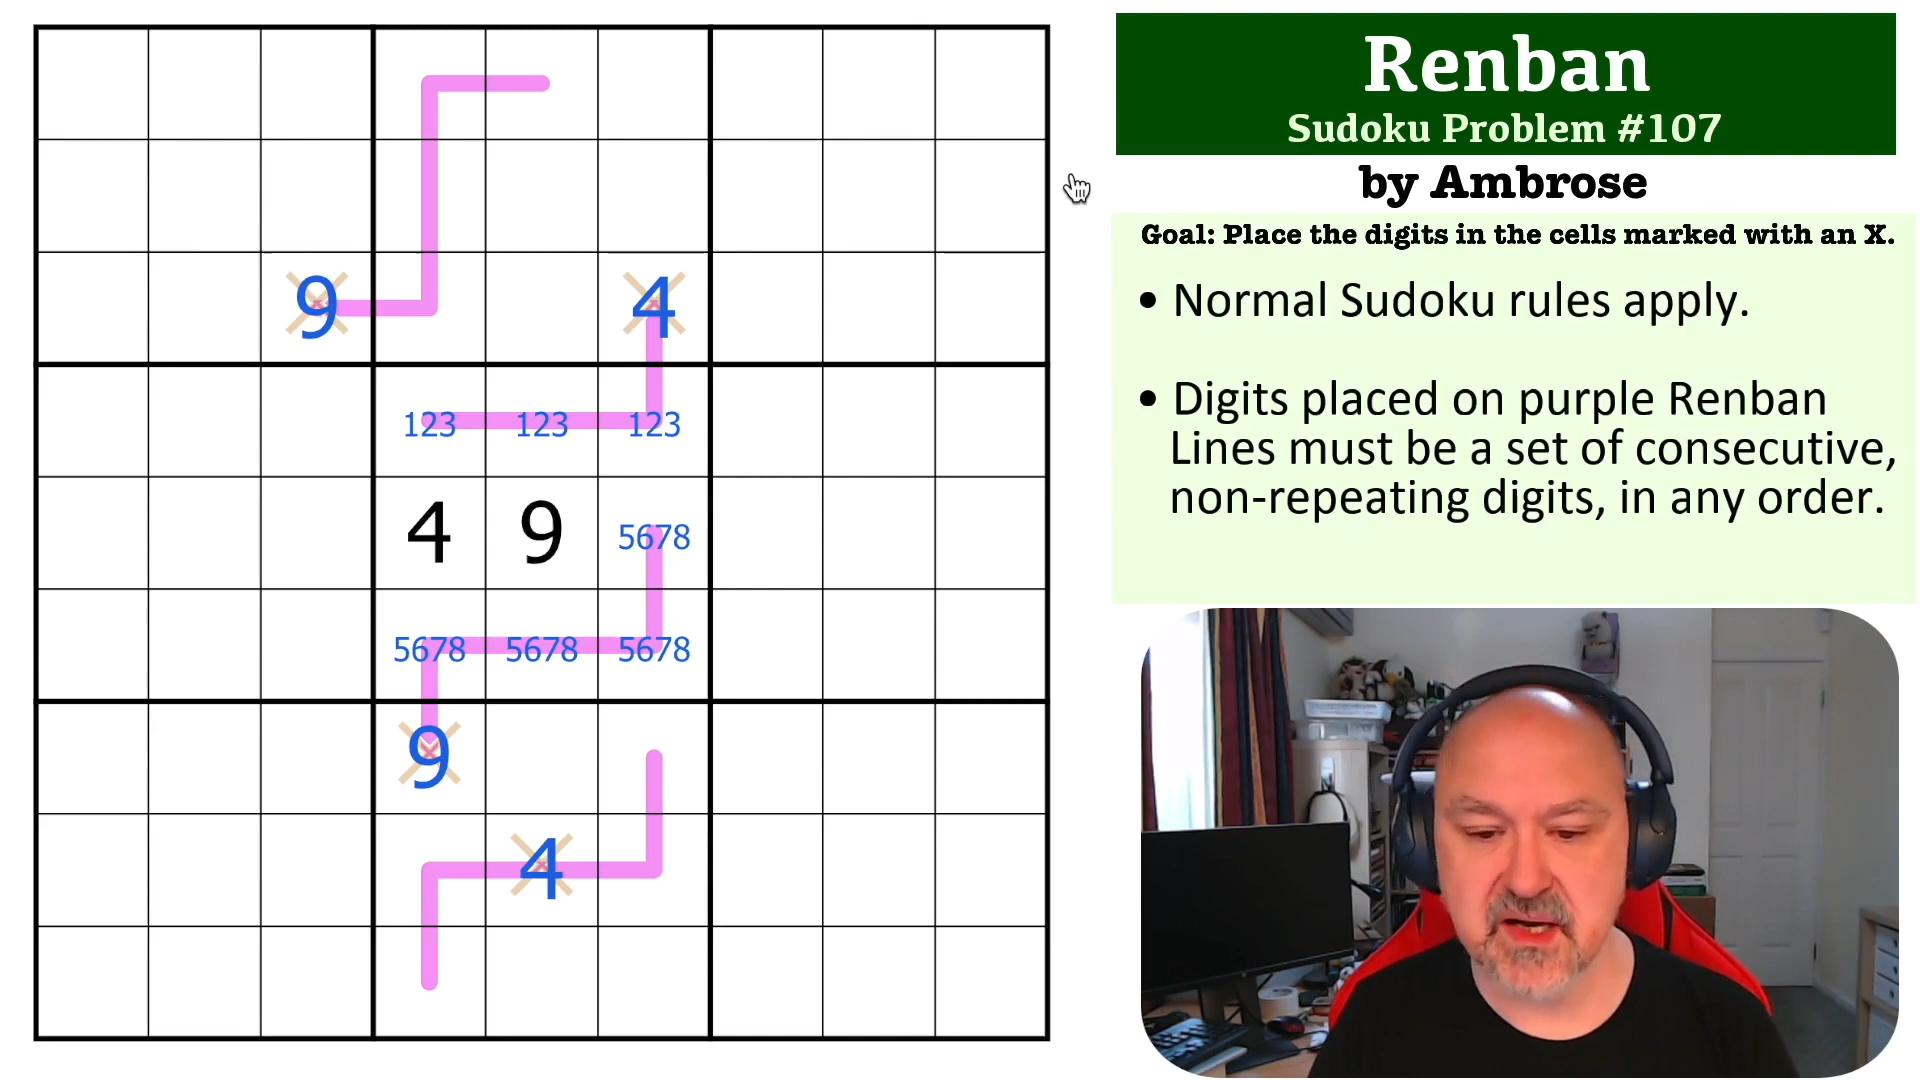 Renban
Sudoku Problem #107
by Ambrose
Goal: Place the digits in the cells marked with an X.
• Normal Sudoku rules apply.
• Digits placed on purple Renban
Lines must be a set of consecutive,
non-repeating digits, in any order.
9 4
123 123 123
4 9 5678
5678 5678 5678
9
4